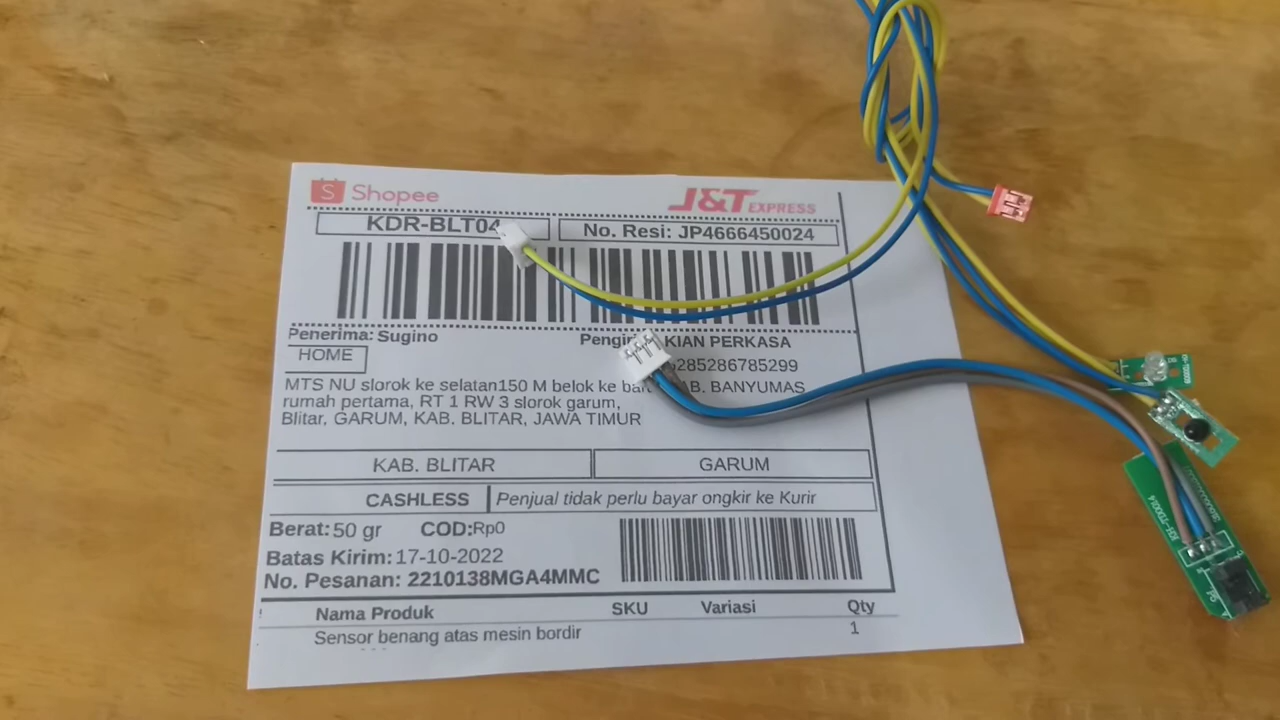 Shopee
J&T EXPRESS
KDR-BLT04
No. Resi: JP4666450024
Penerima: Sugino
HOME
KIAN PERKASA
6285286785299
KAB. BANYUMAS
MTS NU slorok ke selatan150 M belok ke
rumah pertama, RT 1 RW 3 slorok garum,
Blitar, GARUM, KAB. BLITAR, JAWA TIMUR
KAB. BLITAR
GARUM
CASHLESS
Penjual tidak perlu bayar ongkir ke Kurir
Berat: 50 gr
COD:Rp0
Batas Kirim: 17-10-2022
No. Pesanan: 2210138MGA4MMC
Nama Produk
SKU
Variasi
Qty
Sensor benang atas mesin bordir
1